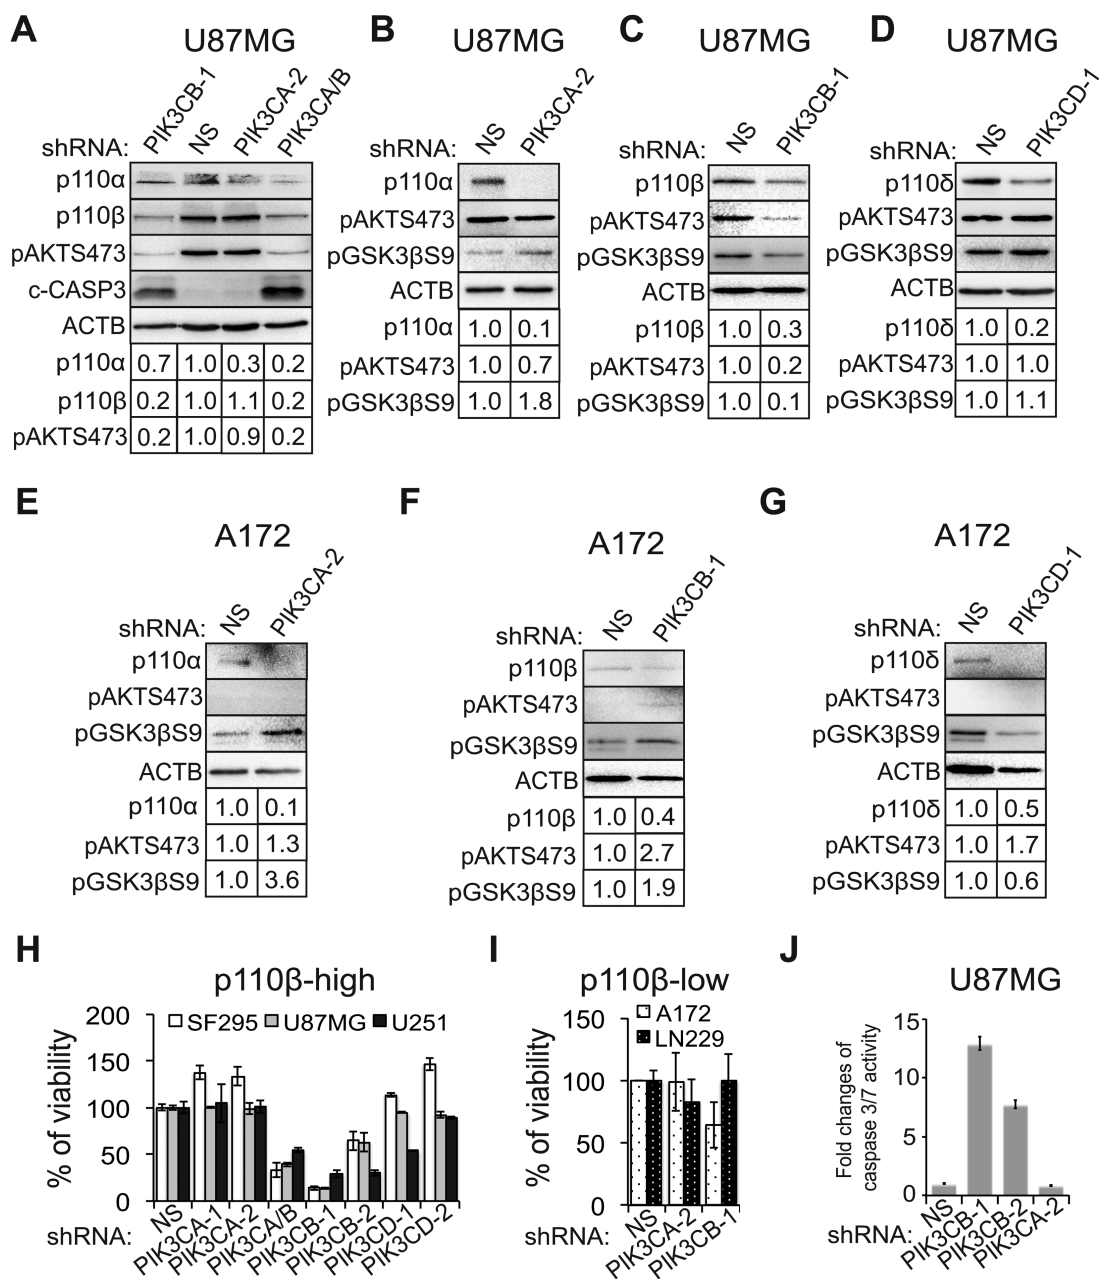 A
U87MG
shRNA: PIK3CB-1 NS PIK3CA-2 PIK3CA/B
p110α
p110β
pAKTS473
c-CASP3
ACTB
p110α 0.7 1.0 0.3 0.2
p110β 0.2 1.0 1.1 0.2
pAKTS473 0.2 1.0 0.9 0.2
B
U87MG
shRNA: NS PIK3CA-2
p110α
pAKTS473
pGSK3βS9
ACTB
p110α 1.0 0.1
pAKTS473 1.0 0.7
pGSK3βS9 1.0 1.8
C
U87MG
shRNA: NS PIK3CB-1
p110β
pAKTS473
pGSK3βS9
ACTB
p110β 1.0 0.3
pAKTS473 1.0 0.2
pGSK3βS9 1.0 0.1
D
U87MG
shRNA: NS PIK3CD-1
p110δ
pAKTS473
pGSK3βS9
ACTB
p110δ 1.0 0.2
pAKTS473 1.0 1.0
pGSK3βS9 1.0 1.1
E
A172
shRNA: NS PIK3CA-2
p110α
pAKTS473
pGSK3βS9
ACTB
p110α 1.0 0.1
pAKTS473 1.0 1.3
pGSK3βS9 1.0 3.6
F
A172
shRNA: NS PIK3CB-1
p110β
pAKTS473
pGSK3βS9
ACTB
p110β 1.0 0.4
pAKTS473 1.0 2.7
pGSK3βS9 1.0 1.9
G
A172
shRNA: NS PIK3CD-1
p110δ
pAKTS473
pGSK3βS9
ACTB
p110δ 1.0 0.5
pAKTS473 1.0 1.7
pGSK3βS9 1.0 0.6
H
p110β-high
SF295 U87MG U251
% of viability
200
150
100
50
0
shRNA: NS PIK3CA-1 PIK3CA-2 PIK3CA/B PIK3CB-1 PIK3CB-2 PIK3CD-1 PIK3CD-2
I
p110β-low
A172
LN229
% of viability
150
100
50
0
shRNA: NS PIK3CA-2 PIK3CB-1
J
U87MG
Fold changes of
caspase 3/7 activity
15
10
5
0
shRNA: NS PIK3CB-1 PIK3CB-2 PIK3CA-2